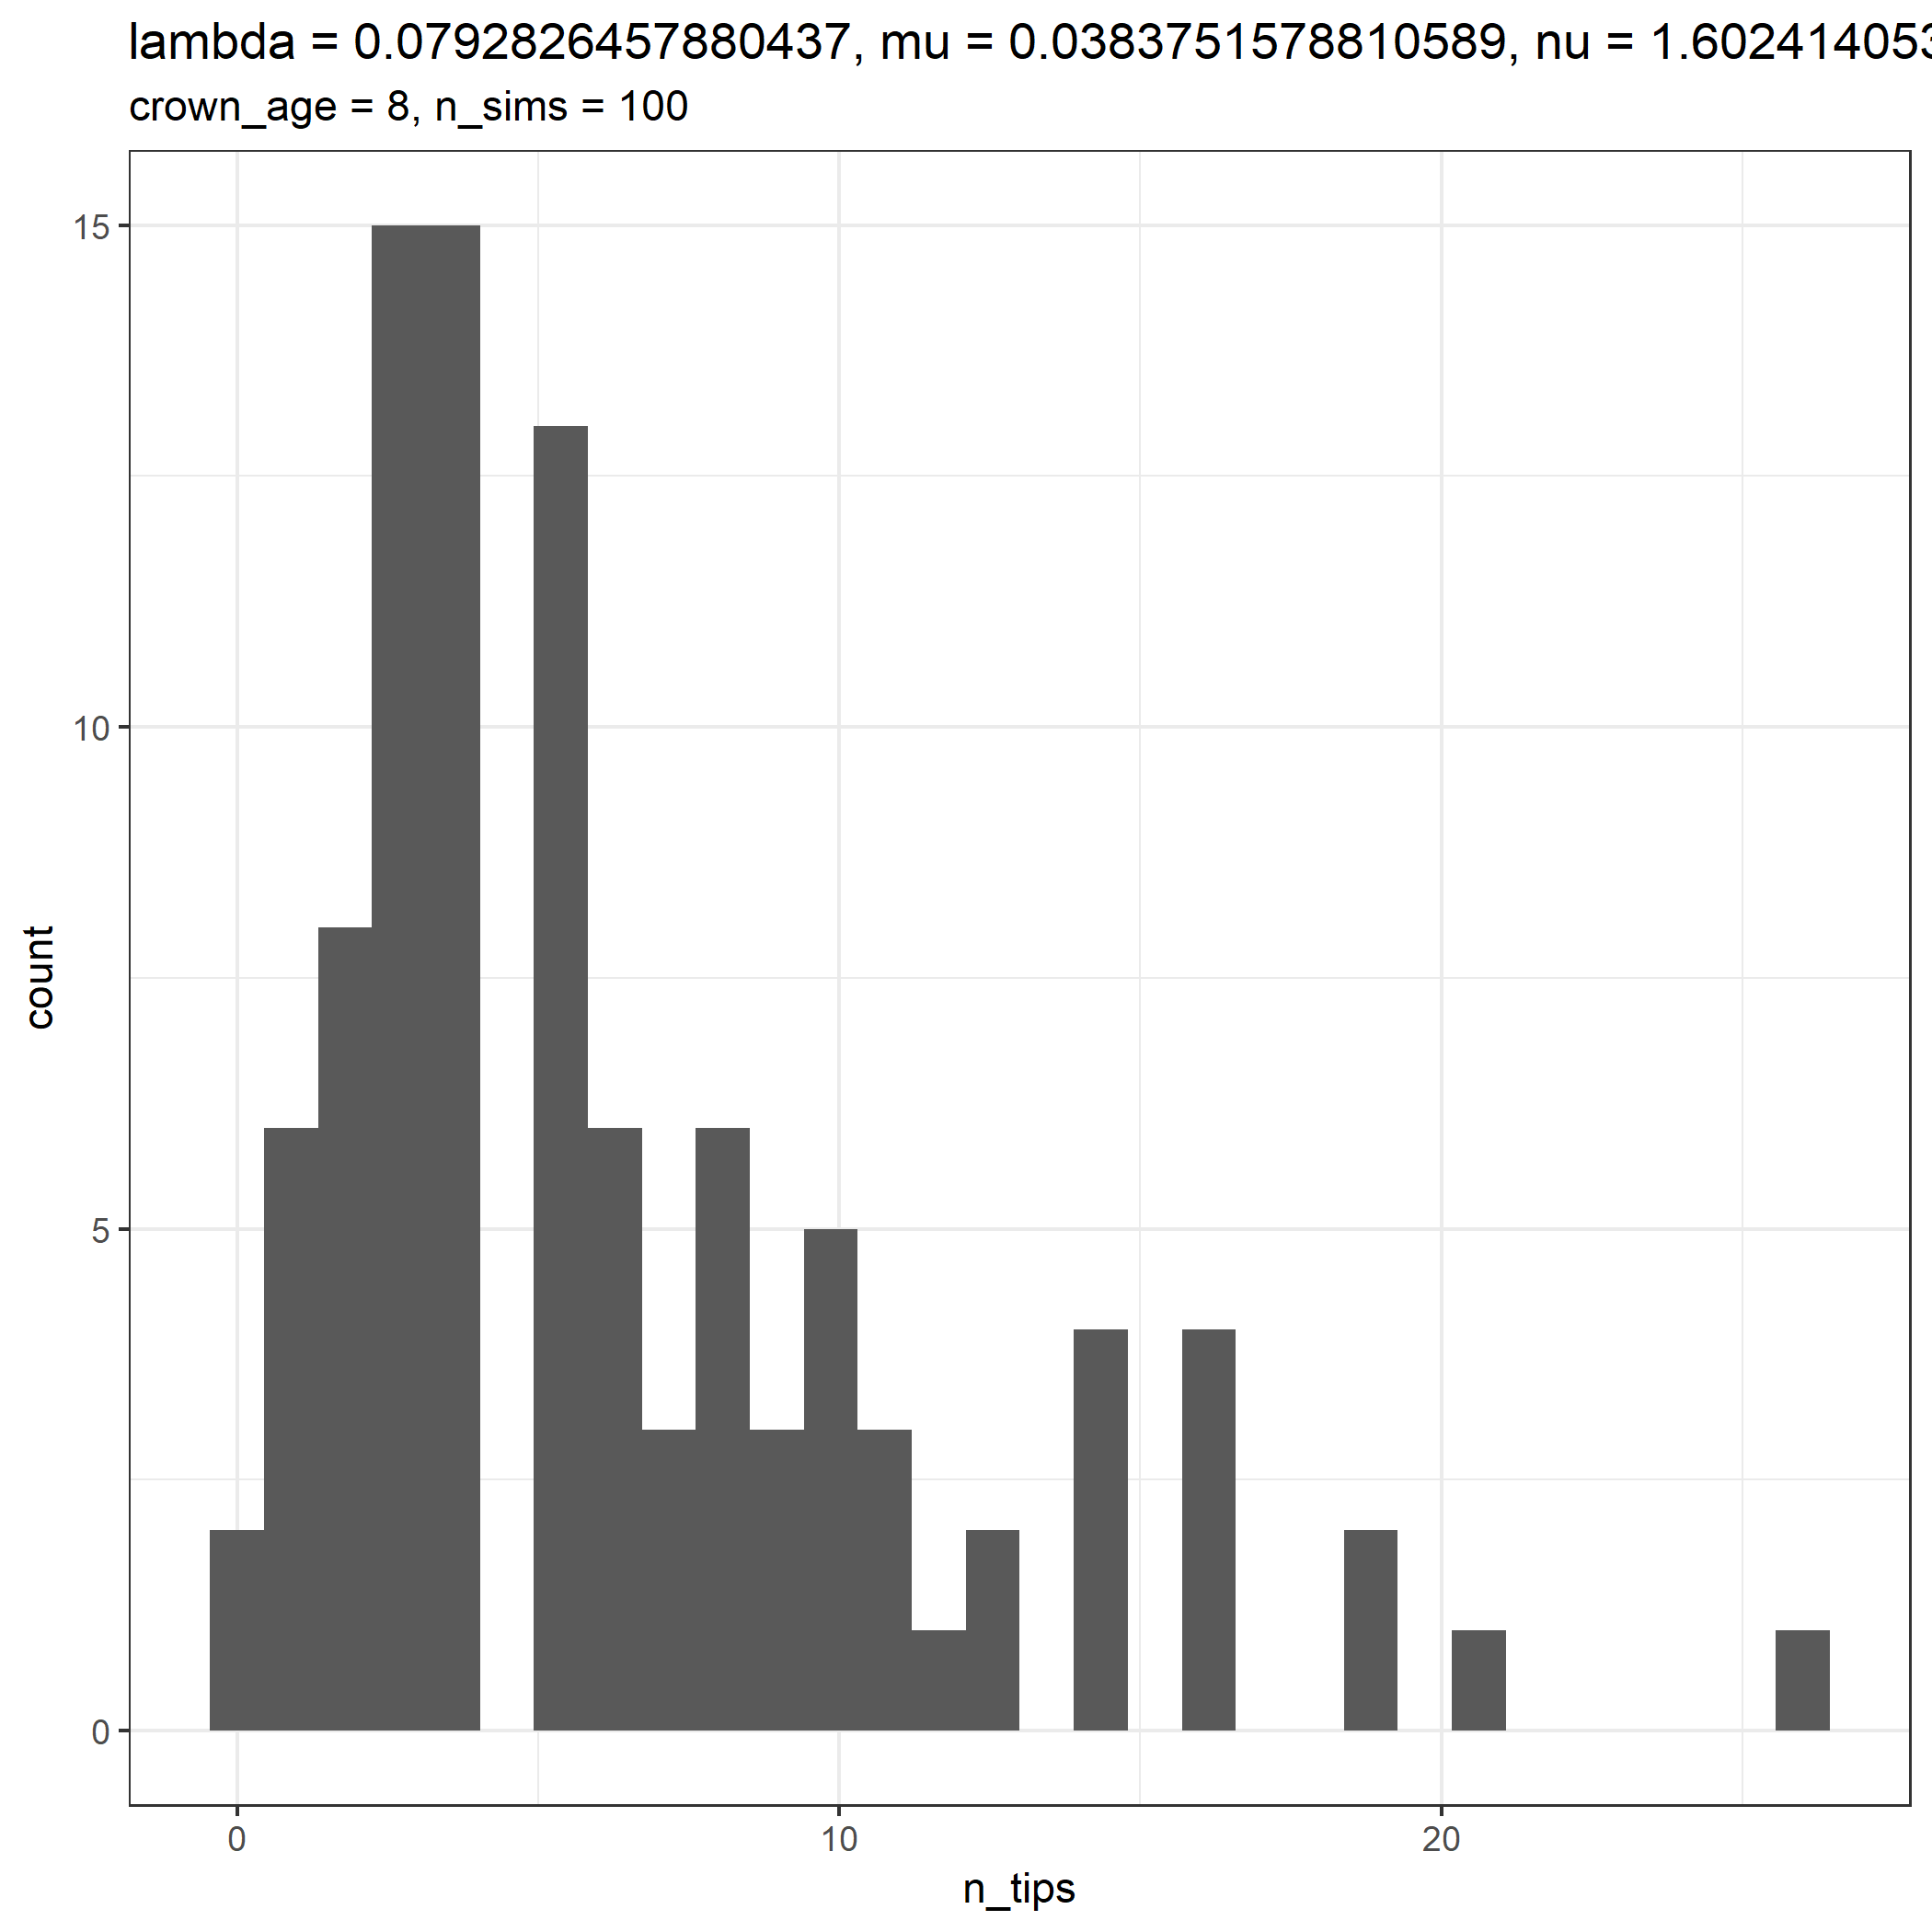 lambda = 0.0792826457880437, mu = 0.0383751578810589, nu = 1.602414053
crown_age = 8, n_sims = 100
15
10
5
0
count
0 10 20
n_tips